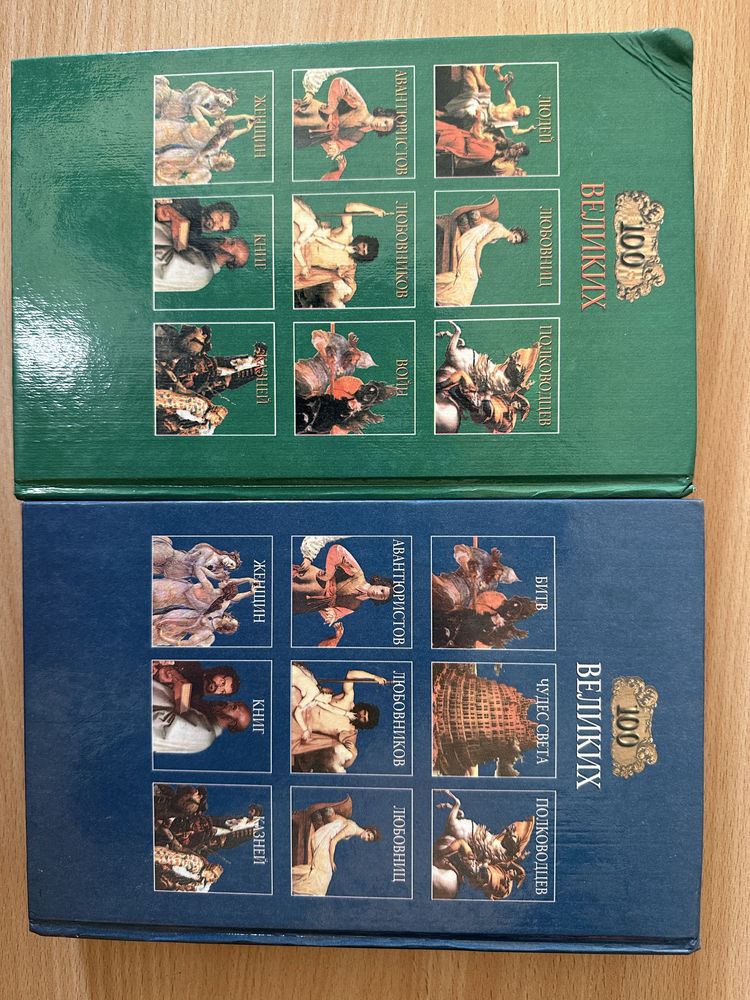 100
ВЕЛИКИХ
ЛЮДЕЙ
ЛЮБОВНИЦ
ПОЛКОВОДЦЕВ
АВАНТЮРИСТОВ
ЛЮБОВНИКОВ
ВОЙН
ЖЕНЩИН
КНИГ
КАЗНЕЙ
100
ВЕЛИКИХ
БИТВ
ЧУДЕС СВЕТА
ПОЛКОВОДЦЕВ
АВАНТЮРИСТОВ
ЛЮБОВНИКОВ
ЛЮБОВНИЦ
ЖЕНЩИН
КНИГ
КАЗНЕЙ